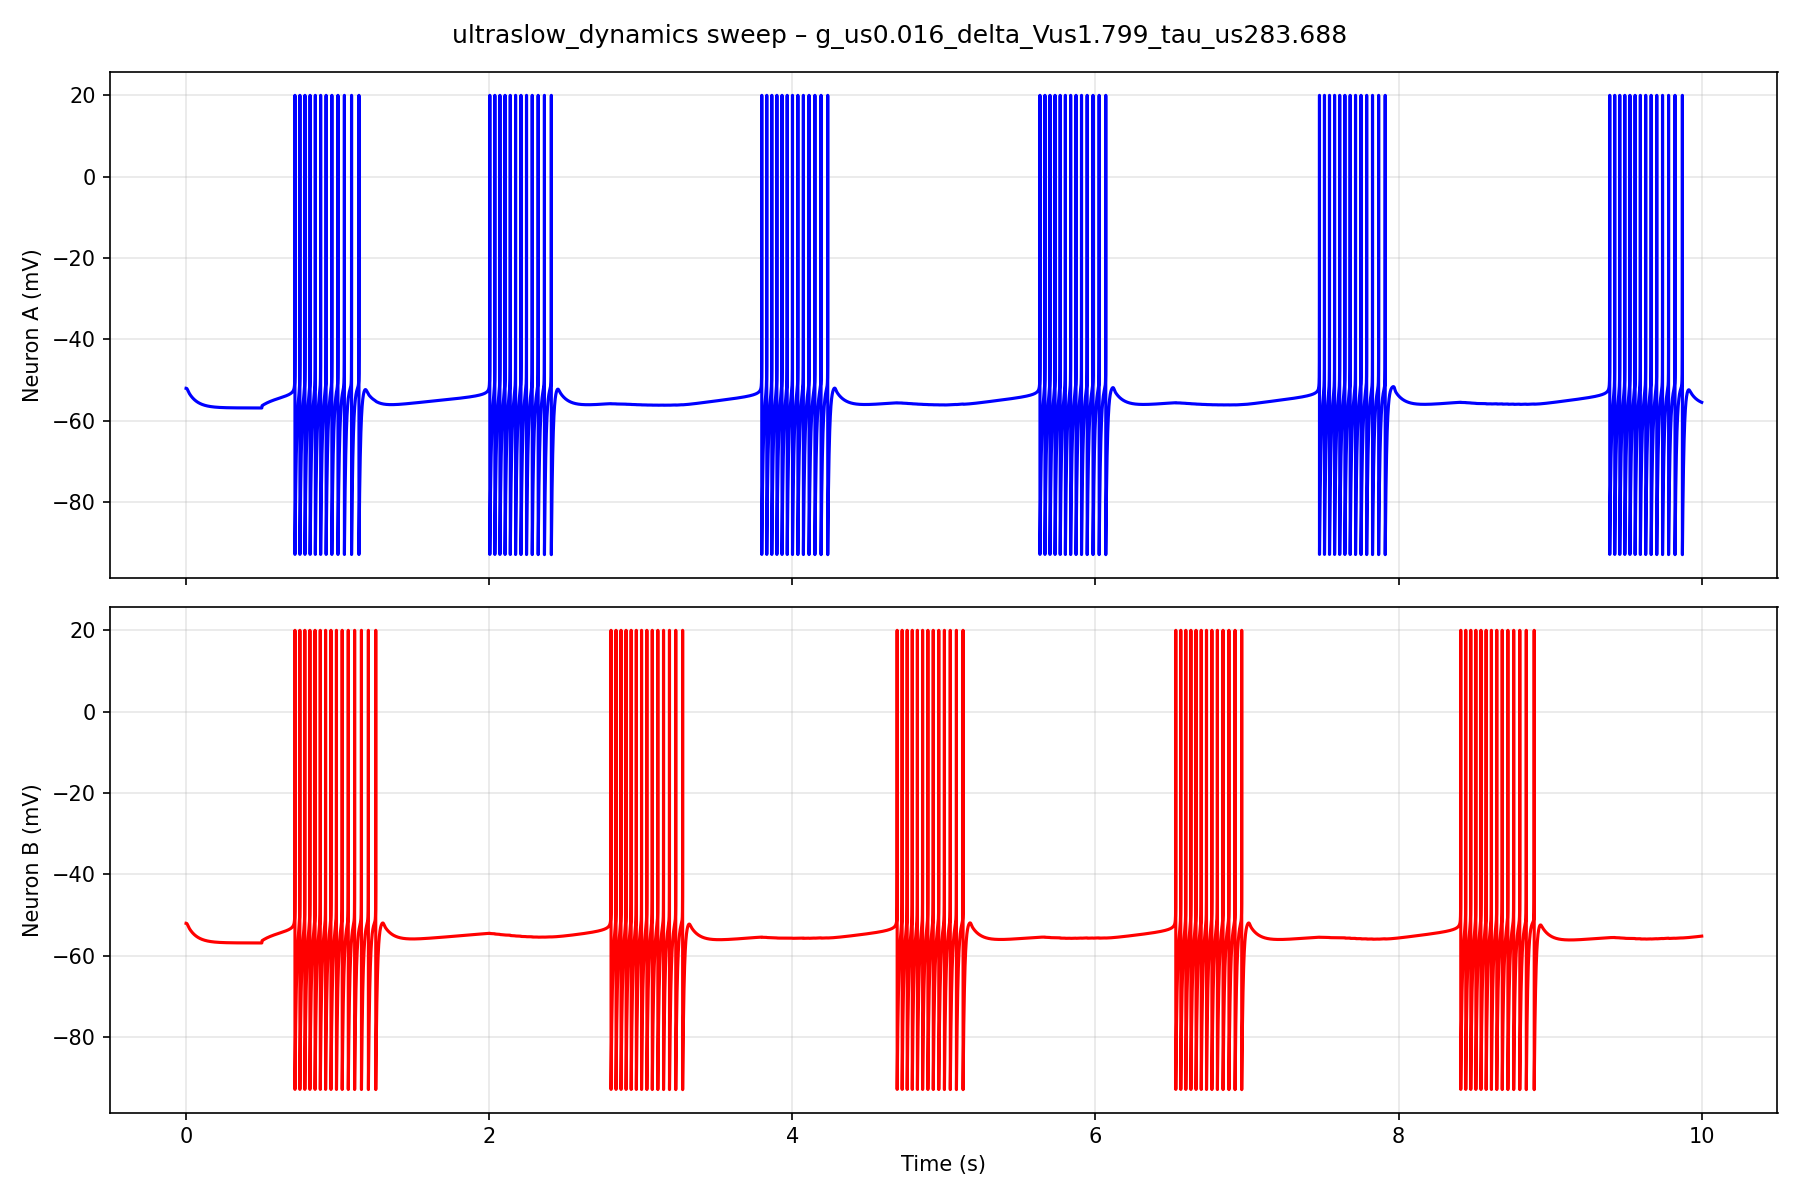 ultraslow_dynamics sweep – g_us0.016_delta_Vus1.799_tau_us283.688
Neuron A (mV)
20
0
−20
−40
−60
−80
Neuron B (mV)
20
0
−20
−40
−60
−80
0 2 4 6 8 10
Time (s)